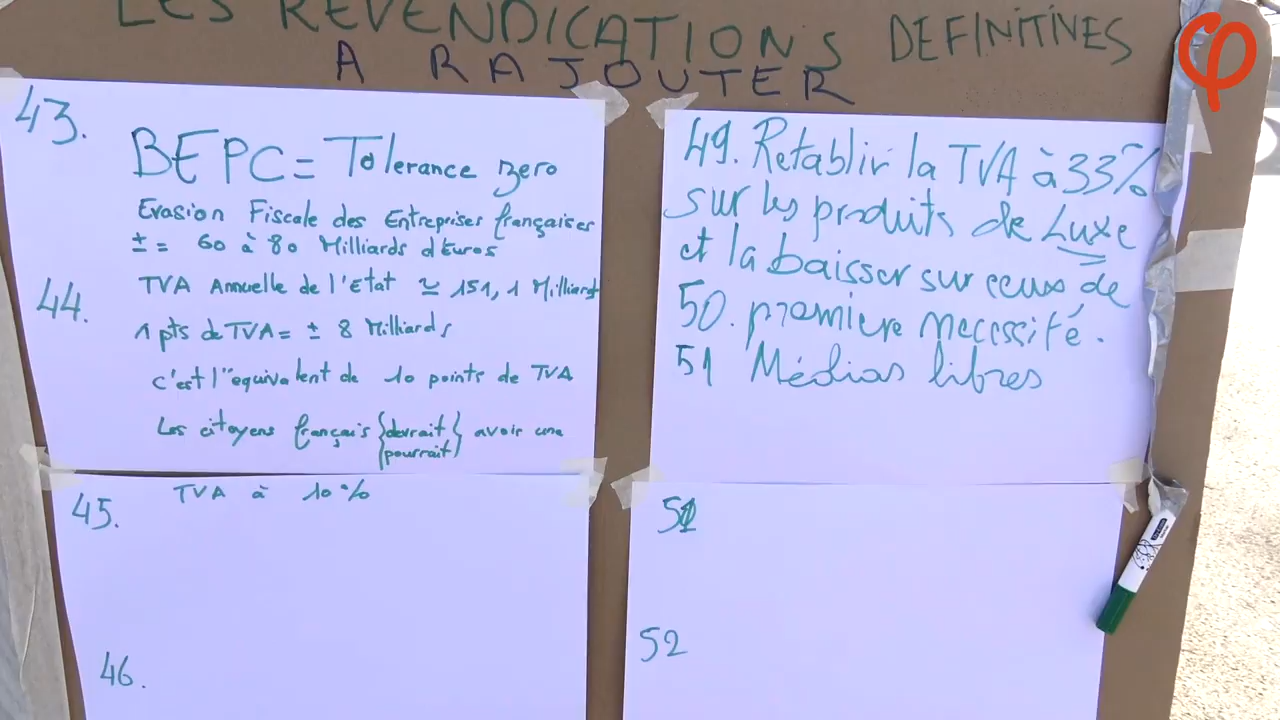 LES REVENDICATIONS DEFINITIVES
A RAJOUTER
43.
BEPC = Tolerance zero
Evasion Fiscale des Entreprises françaises
± = 60 à 80 Milliards d'Euros
44.
TVA Annuelle de l'Etat ≃ 151,1 Milliards
1 pts de TVA = ± 8 Milliards
c'est l'"equivalent de 10 points de TVA
Les citoyens français {devrait} avoir une
{pourrait}
45.
TVA à 10%
46.
49. Retablir la TVA à 33%
sur les produits de Luxe
et la baisser sur ceux de
50. premiere necessité.
51 Médias libres
51
52
φ